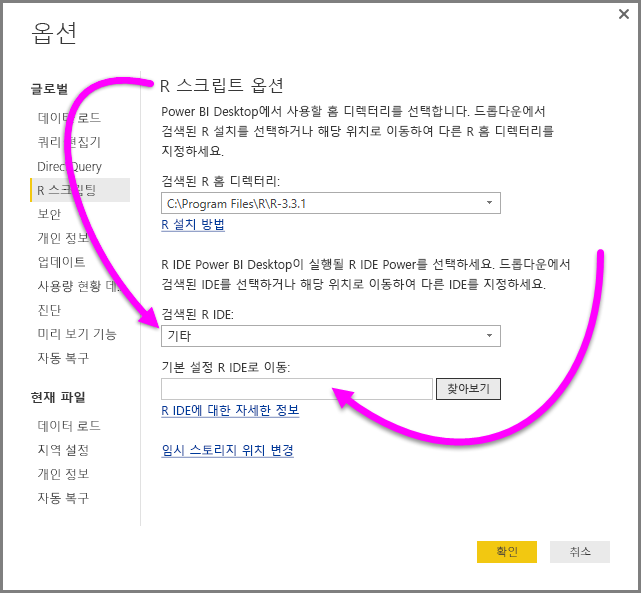 옵션
글로벌
데이터 로드
쿼리 편집기
DirectQuery
R 스크립팅
보안
개인 정보
업데이트
사용량 현황 데...
진단
미리 보기 기능
자동 복구
현재 파일
데이터 로드
지역 설정
개인 정보
자동 복구
R 스크립트 옵션
Power BI Desktop에서 사용할 홈 디렉터리를 선택합니다. 드롭다운에서
검색된 R 설치를 선택하거나 해당 위치로 이동하여 다른 R 홈 디렉터리를
지정하세요.
검색된 R 홈 디렉터리:
C:\Program Files\R\R-3.3.1
R 설치 방법
R IDE Power BI Desktop이 실행될 R IDE Power를 선택하세요. 드롭다운에서
검색된 IDE를 선택하거나 해당 위치로 이동하여 다른 IDE를 지정하세요.
검색된 R IDE:
기타
기본 설정 R IDE로 이동:
찾아보기
R IDE에 대한 자세한 정보
임시 스토리지 위치 변경
확인
취소